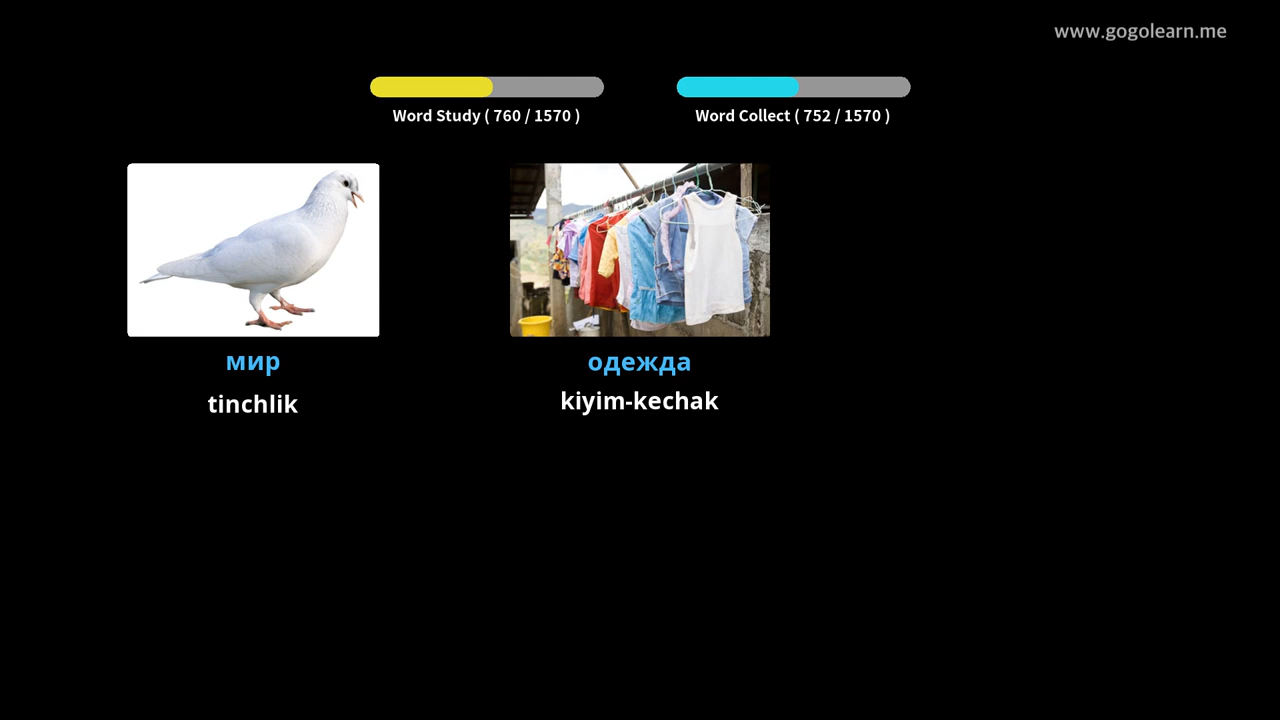 www.gogolearn.me
Word Study ( 760 / 1570 )
Word Collect ( 752 / 1570 )
мир
одежда
tinchlik
kiyim-kechak